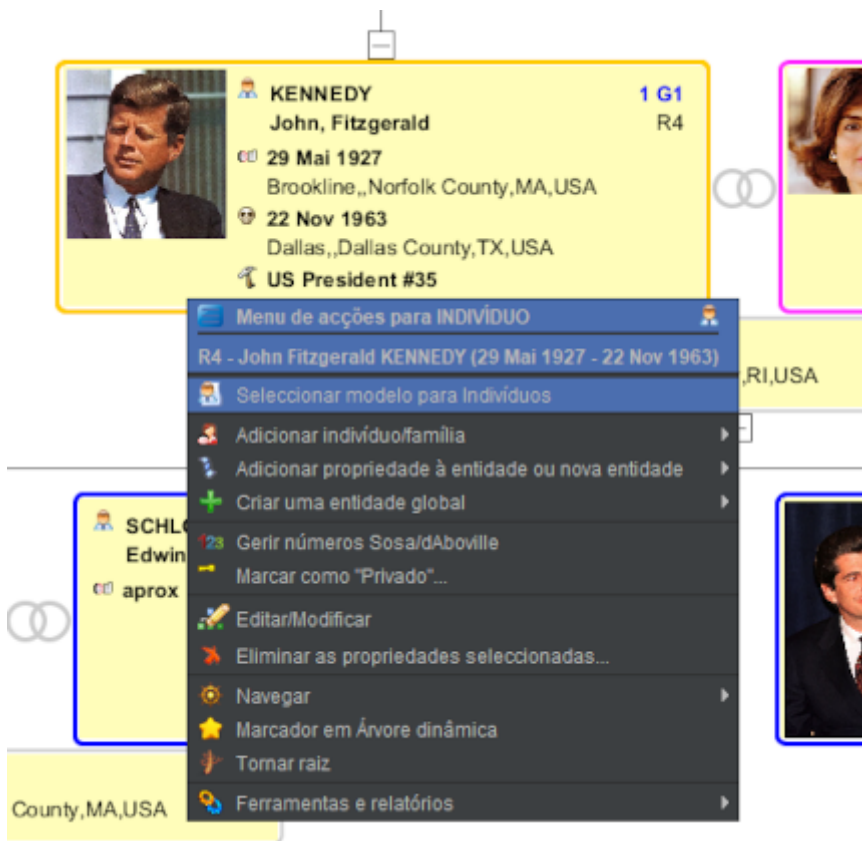 KENNEDY 1 G1
John, Fitzgerald R4
29 Mai 1927
Brookline,,Norfolk County,MA,USA
22 Nov 1963
Dallas,,Dallas County,TX,USA
US President #35
Menu de acções para INDIVÍDUO
R4 - John Fitzgerald KENNEDY (29 Mai 1927 - 22 Nov 1963)
,RI,USA
Seleccionar modelo para Indivíduos
Adicionar indivíduo/família
Adicionar propriedade à entidade ou nova entidade
Criar uma entidade global
SCHLO
123 Gerir números Sosa/dAboville
Edwin
Marcar como "Privado"...
aprox
Editar/Modificar
Eliminar as propriedades seleccionadas...
Navegar
Marcador em Árvore dinâmica
Tornar raiz
Ferramentas e relatórios
County,MA,USA